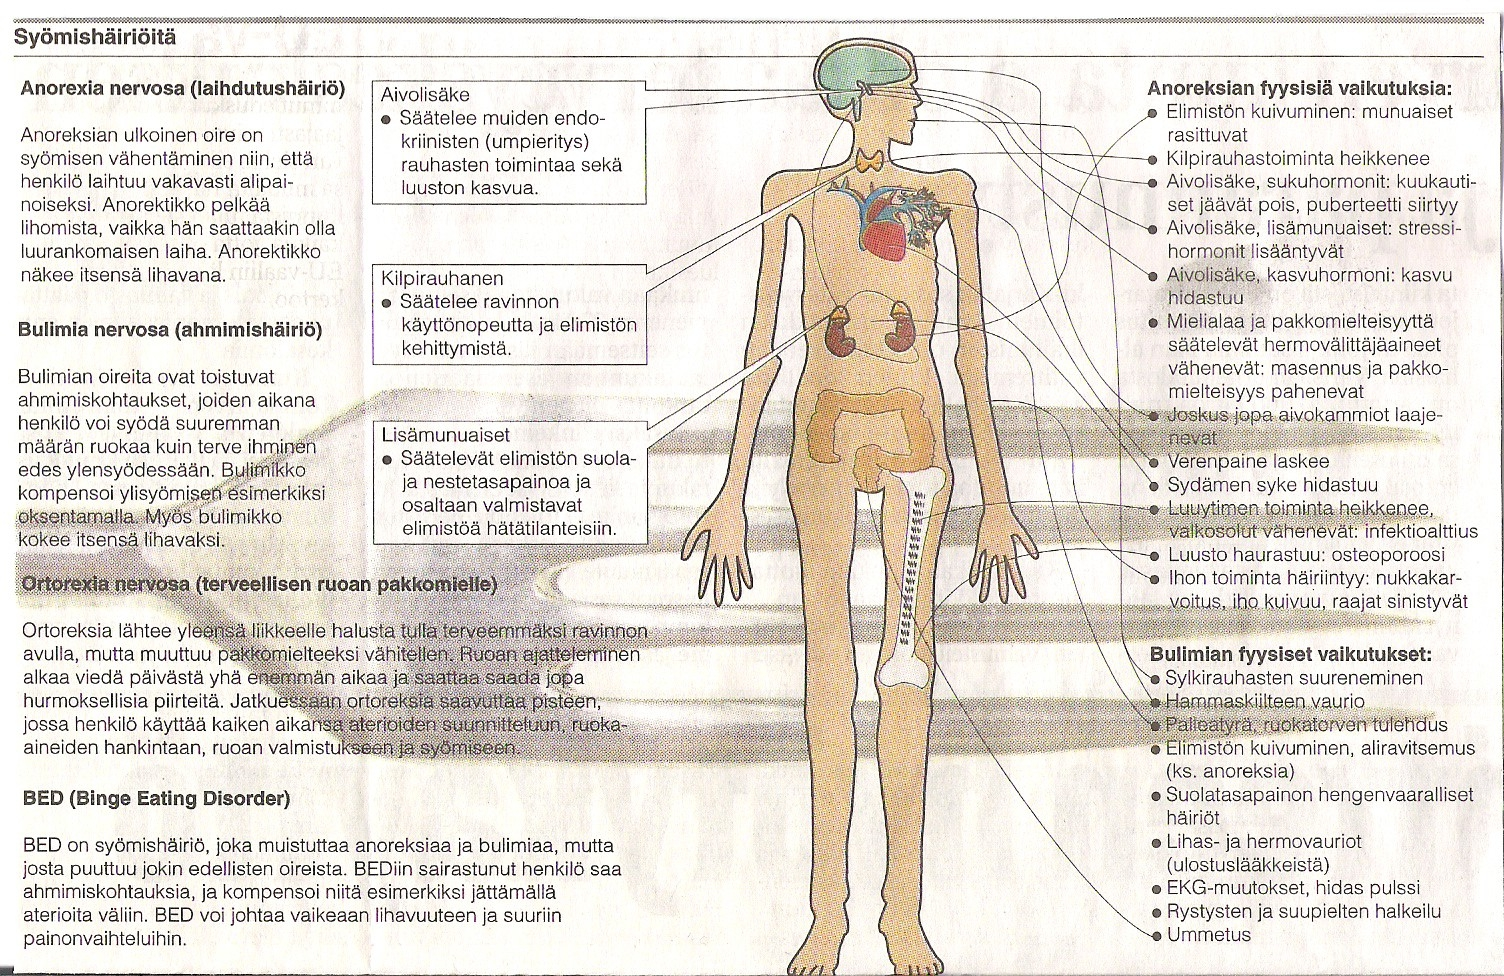 Syömishäiriöitä
Anorexia nervosa (laihdutushäiriö)
Anoreksian ulkoinen oire on
syömisen vähentäminen niin, että
henkilö laihtuu vakavasti alipai-
noiseksi. Anorektikko pelkää
lihomista, vaikka hän saattaakin olla
luurankomaisen laiha. Anorektikko
näkee itsensä lihavana.
Bulimia nervosa (ahmimishäiriö)
Bulimian oireita ovat toistuvat
ahmimiskohtaukset, joiden aikana
henkilö voi syödä suuremman
määrän ruokaa kuin terve ihminen
edes ylensyödessään. Bulimikko
kompensoi ylisyömisen esimerkiksi
oksentamalla. Myös bulimikko
kokee itsensä lihavaksi.
Ortorexia nervosa (terveellisen ruoan pakkomielle)
Ortoreksia lähtee yleensä liikkeelle halusta tulla terveemmäksi ravinnon
avulla, mutta muuttuu pakkomielteeksi vähitellen. Ruoan ajatteleminen
alkaa viedä päivästä yhä enemmän aikaa ja saattaa saada jopa
hurmoksellisia piirteitä. Jatkuessaan ortoreksia saavuttaa pisteen,
jossa henkilö käyttää kaiken aikansa aterioiden suunnitteluun, ruoka-
aineiden hankintaan, ruoan valmistukseen ja syömiseen.
BED (Binge Eating Disorder)
BED on syömishäiriö, joka muistuttaa anoreksiaa ja bulimiaa, mutta
josta puuttuu jokin edellisten oireista. BEDiin sairastunut henkilö saa
ahmimiskohtauksia, ja kompensoi niitä esimerkiksi jättämällä
aterioita väliin. BED voi johtaa vaikeaan lihavuuteen ja suuriin
painonvaihteluihin.
Aivolisäke
● Säätelee muiden endo-
kriinisten (umpieritys)
rauhasten toimintaa sekä
luuston kasvua.
Kilpirauhanen
● Säätelee ravinnon
käyttönopeutta ja elimistön
kehittymistä.
Lisämunuaiset
● Säätelevät elimistön suola-
ja nestetasapainoa ja
osaltaan valmistavat
elimistöä hätätilanteisiin.
Anoreksian fyysisiä vaikutuksia:
● Elimistön kuivuminen: munuaiset
rasittuvat
● Kilpirauhastoiminta heikkenee
● Aivolisäke, sukuhormonit: kuukauti-
set jäävät pois, puberteetti siirtyy
● Aivolisäke, lisämunuaiset: stressi-
hormonit lisääntyvät
● Aivolisäke, kasvuhormoni: kasvu
hidastuu
● Mielialaa ja pakkomielteisyyttä
säätelevät hermovälittäjäaineet
vähenevät: masennus ja pakko-
mielteisyys pahenevat
● Joskus jopa aivokammiot laaje-
nevat
● Verenpaine laskee
● Sydämen syke hidastuu
● Luuytimen toiminta heikkenee,
valkosolut vähenevät: infektioalttius
● Luusto haurastuu: osteoporoosi
● Ihon toiminta häiriintyy: nukkakar-
voitus, iho kuivuu, raajat sinistyvät
Bulimian fyysiset vaikutukset:
● Sylkirauhasten suureneminen
● Hammaskiilteen vaurio
● Palleatyrä, ruokatorven tulehdus
● Elimistön kuivuminen, aliravitsemus
(ks. anoreksia)
● Suolatasapainon hengenvaaralliset
häiriöt
● Lihas- ja hermovauriot
(ulostuslääkkeistä)
● EKG-muutokset, hidas pulssi
● Rystysten ja suupielten halkeilu
● Ummetus